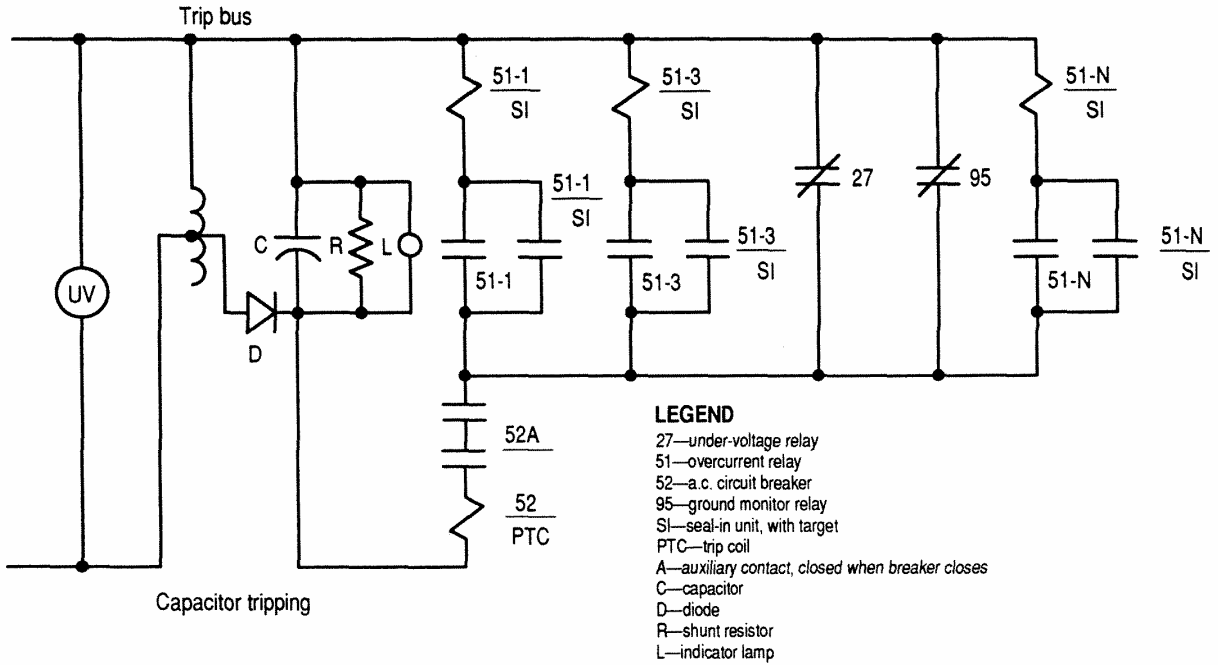 Trip bus
51-1
SI
51-3
SI
51-N
SI
51-1
SI
27
95
C
R
L
51-3
SI
51-N
SI
51-1
51-3
51-N
UV
D
52A
52
PTC
Capacitor tripping
LEGEND
27—under-voltage relay
51—overcurrent relay
52—a.c. circuit breaker
95—ground monitor relay
SI—seal-in unit, with target
PTC—trip coil
A—auxiliary contact, closed when breaker closes
C—capacitor
D—diode
R—shunt resistor
L—indicator lamp